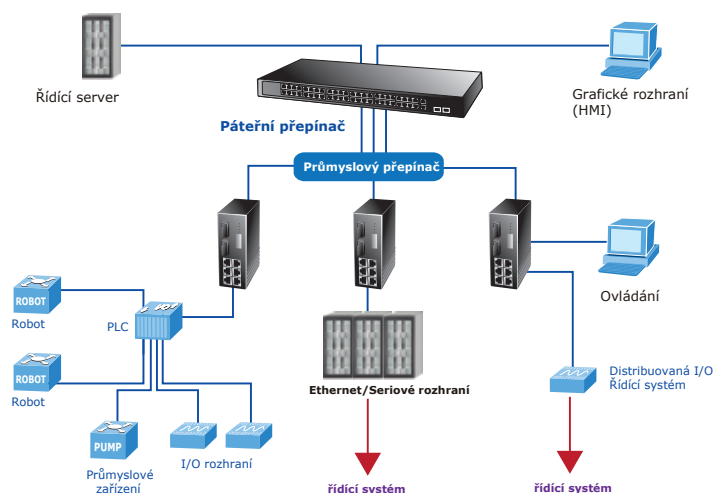 Řídící server
Grafické rozhraní
(HMI)
Páteřní přepínač
Průmyslový přepínač
ROBOT
Robot
PLC
Ovládání
ROBOT
Robot
Ethernet/Seriové rozhraní
Distribuovaná I/O
Řídící systém
PUMP
Průmyslové
zařízení
I/O rozhraní
řídící systém
řídící systém